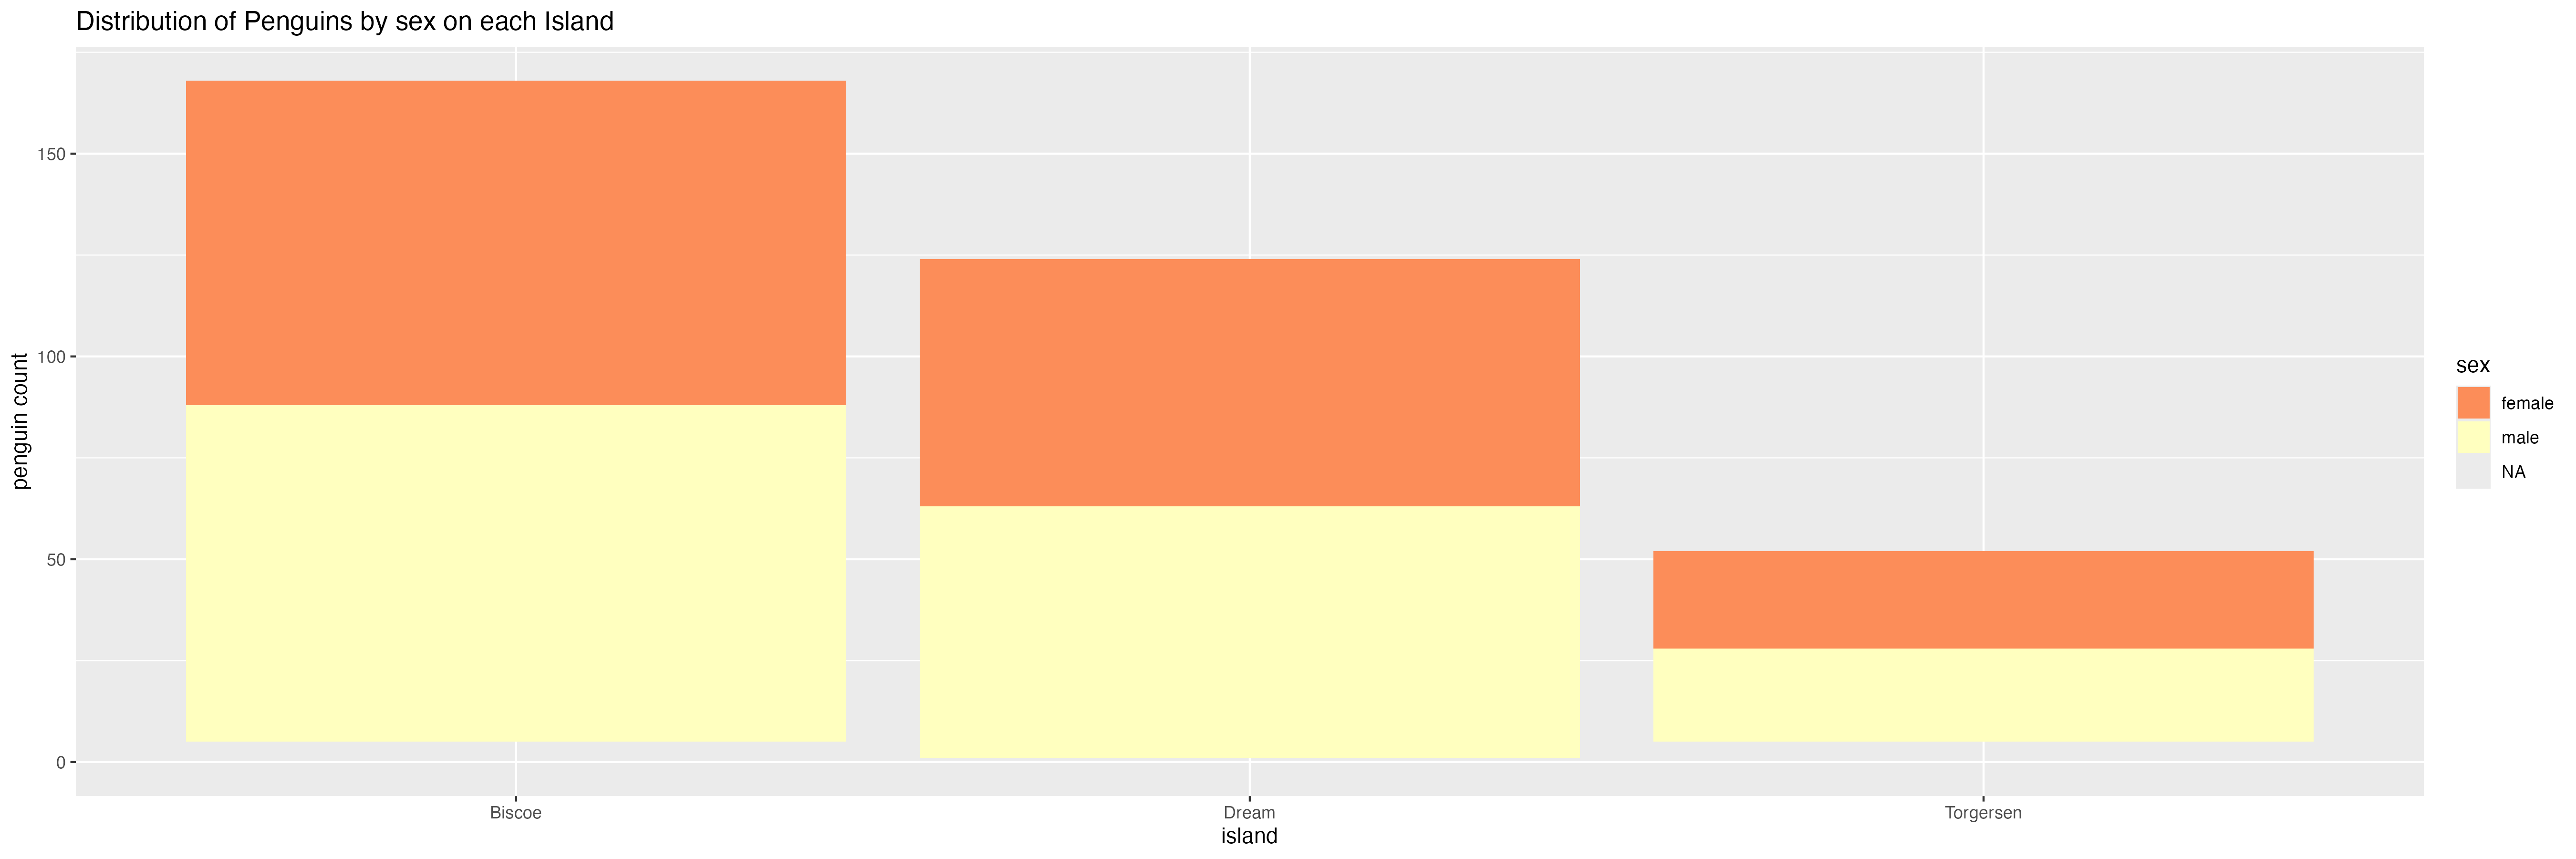 Distribution of Penguins by sex on each Island
150
100
50
0
penguin count
Biscoe
Dream
Torgersen
island
sex
female
male
NA